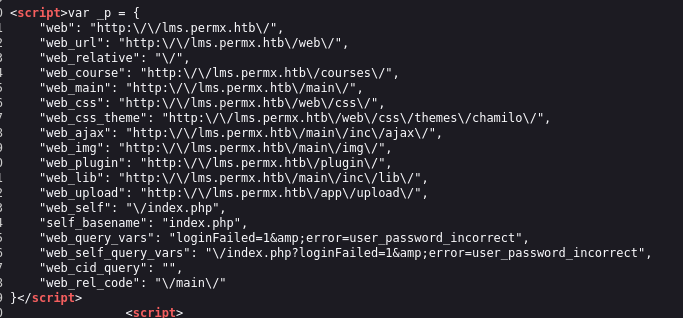 <script>var _p = {
"web": "http:\/\/lms.permx.htb\/",
"web_url": "http:\/\/lms.permx.htb\/web\/",
"web_relative": "\/",
"web_course": "http:\/\/lms.permx.htb\/courses\/",
"web_main": "http:\/\/lms.permx.htb\/main\/",
"web_css": "http:\/\/lms.permx.htb\/web\/css\/",
"web_css_theme": "http:\/\/lms.permx.htb\/web\/css\/themes\/chamilo\/",
"web_ajax": "http:\/\/lms.permx.htb\/main\/inc\/ajax\/",
"web_img": "http:\/\/lms.permx.htb\/main\/img\/",
"web_plugin": "http:\/\/lms.permx.htb\/plugin\/",
"web_lib": "http:\/\/lms.permx.htb\/main\/inc\/lib\/",
"web_upload": "http:\/\/lms.permx.htb\/app\/upload\/",
"web_self": "\/index.php",
"self_basename": "index.php",
"web_query_vars": "loginFailed=1&amp;error=user_password_incorrect",
"web_self_query_vars": "\/index.php?loginFailed=1&amp;error=user_password_incorrect",
"web_cid_query": "",
"web_rel_code": "\/main\/"
}</script>
<script>